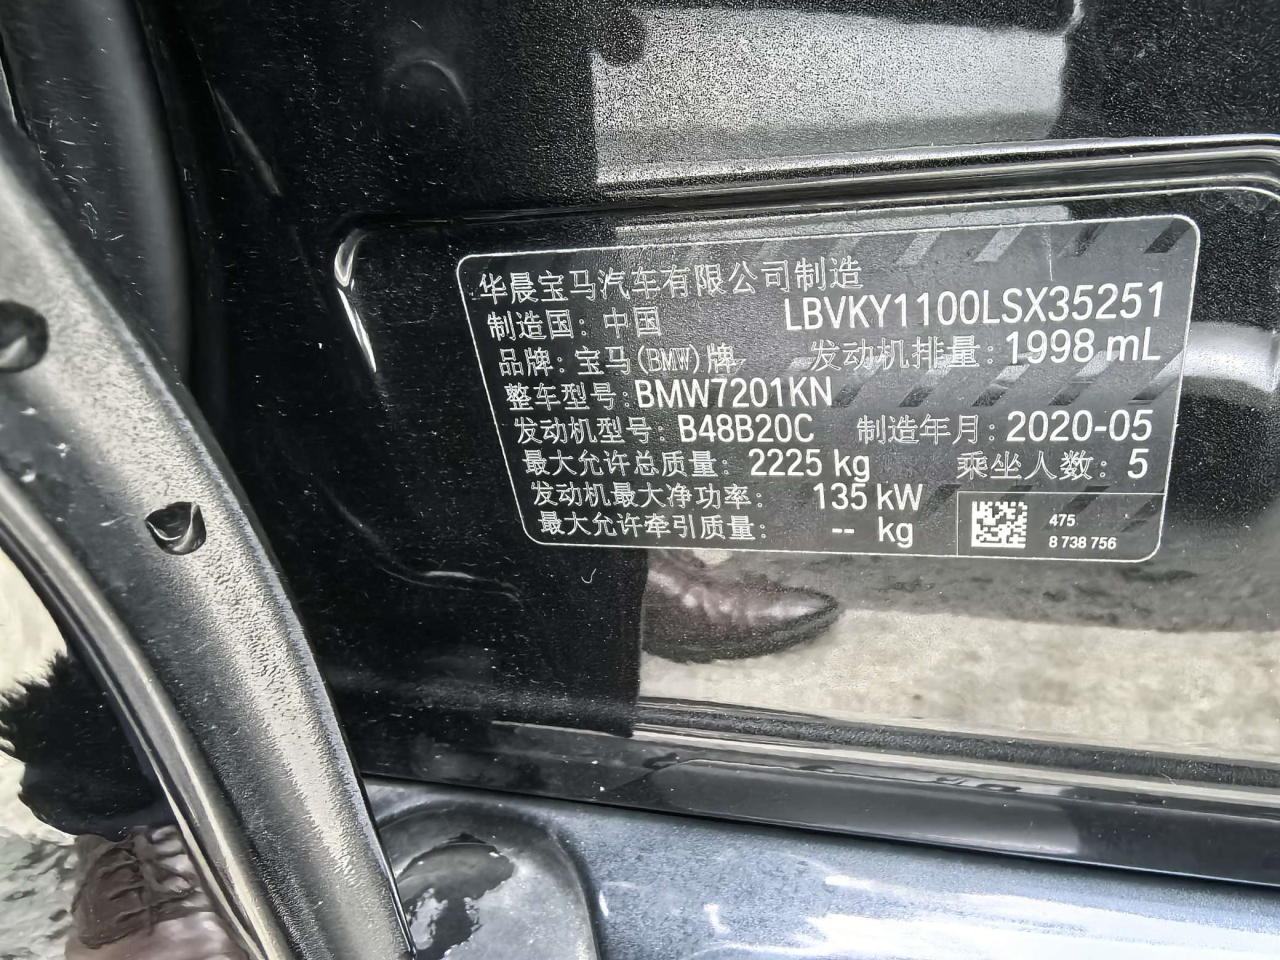 华晨宝马汽车有限公司制造
制造国：中国 LBVKY1100LSX35251
品牌：宝马(BMW)牌 发动机排量：1998 mL
整车型号：BMW7201KN
发动机型号：B48B20C 制造年月：2020-05
最大允许总质量：2225 kg 乘坐人数：5
发动机最大净功率：135 kW
最大允许牵引质量：-- kg
475
8 738 756